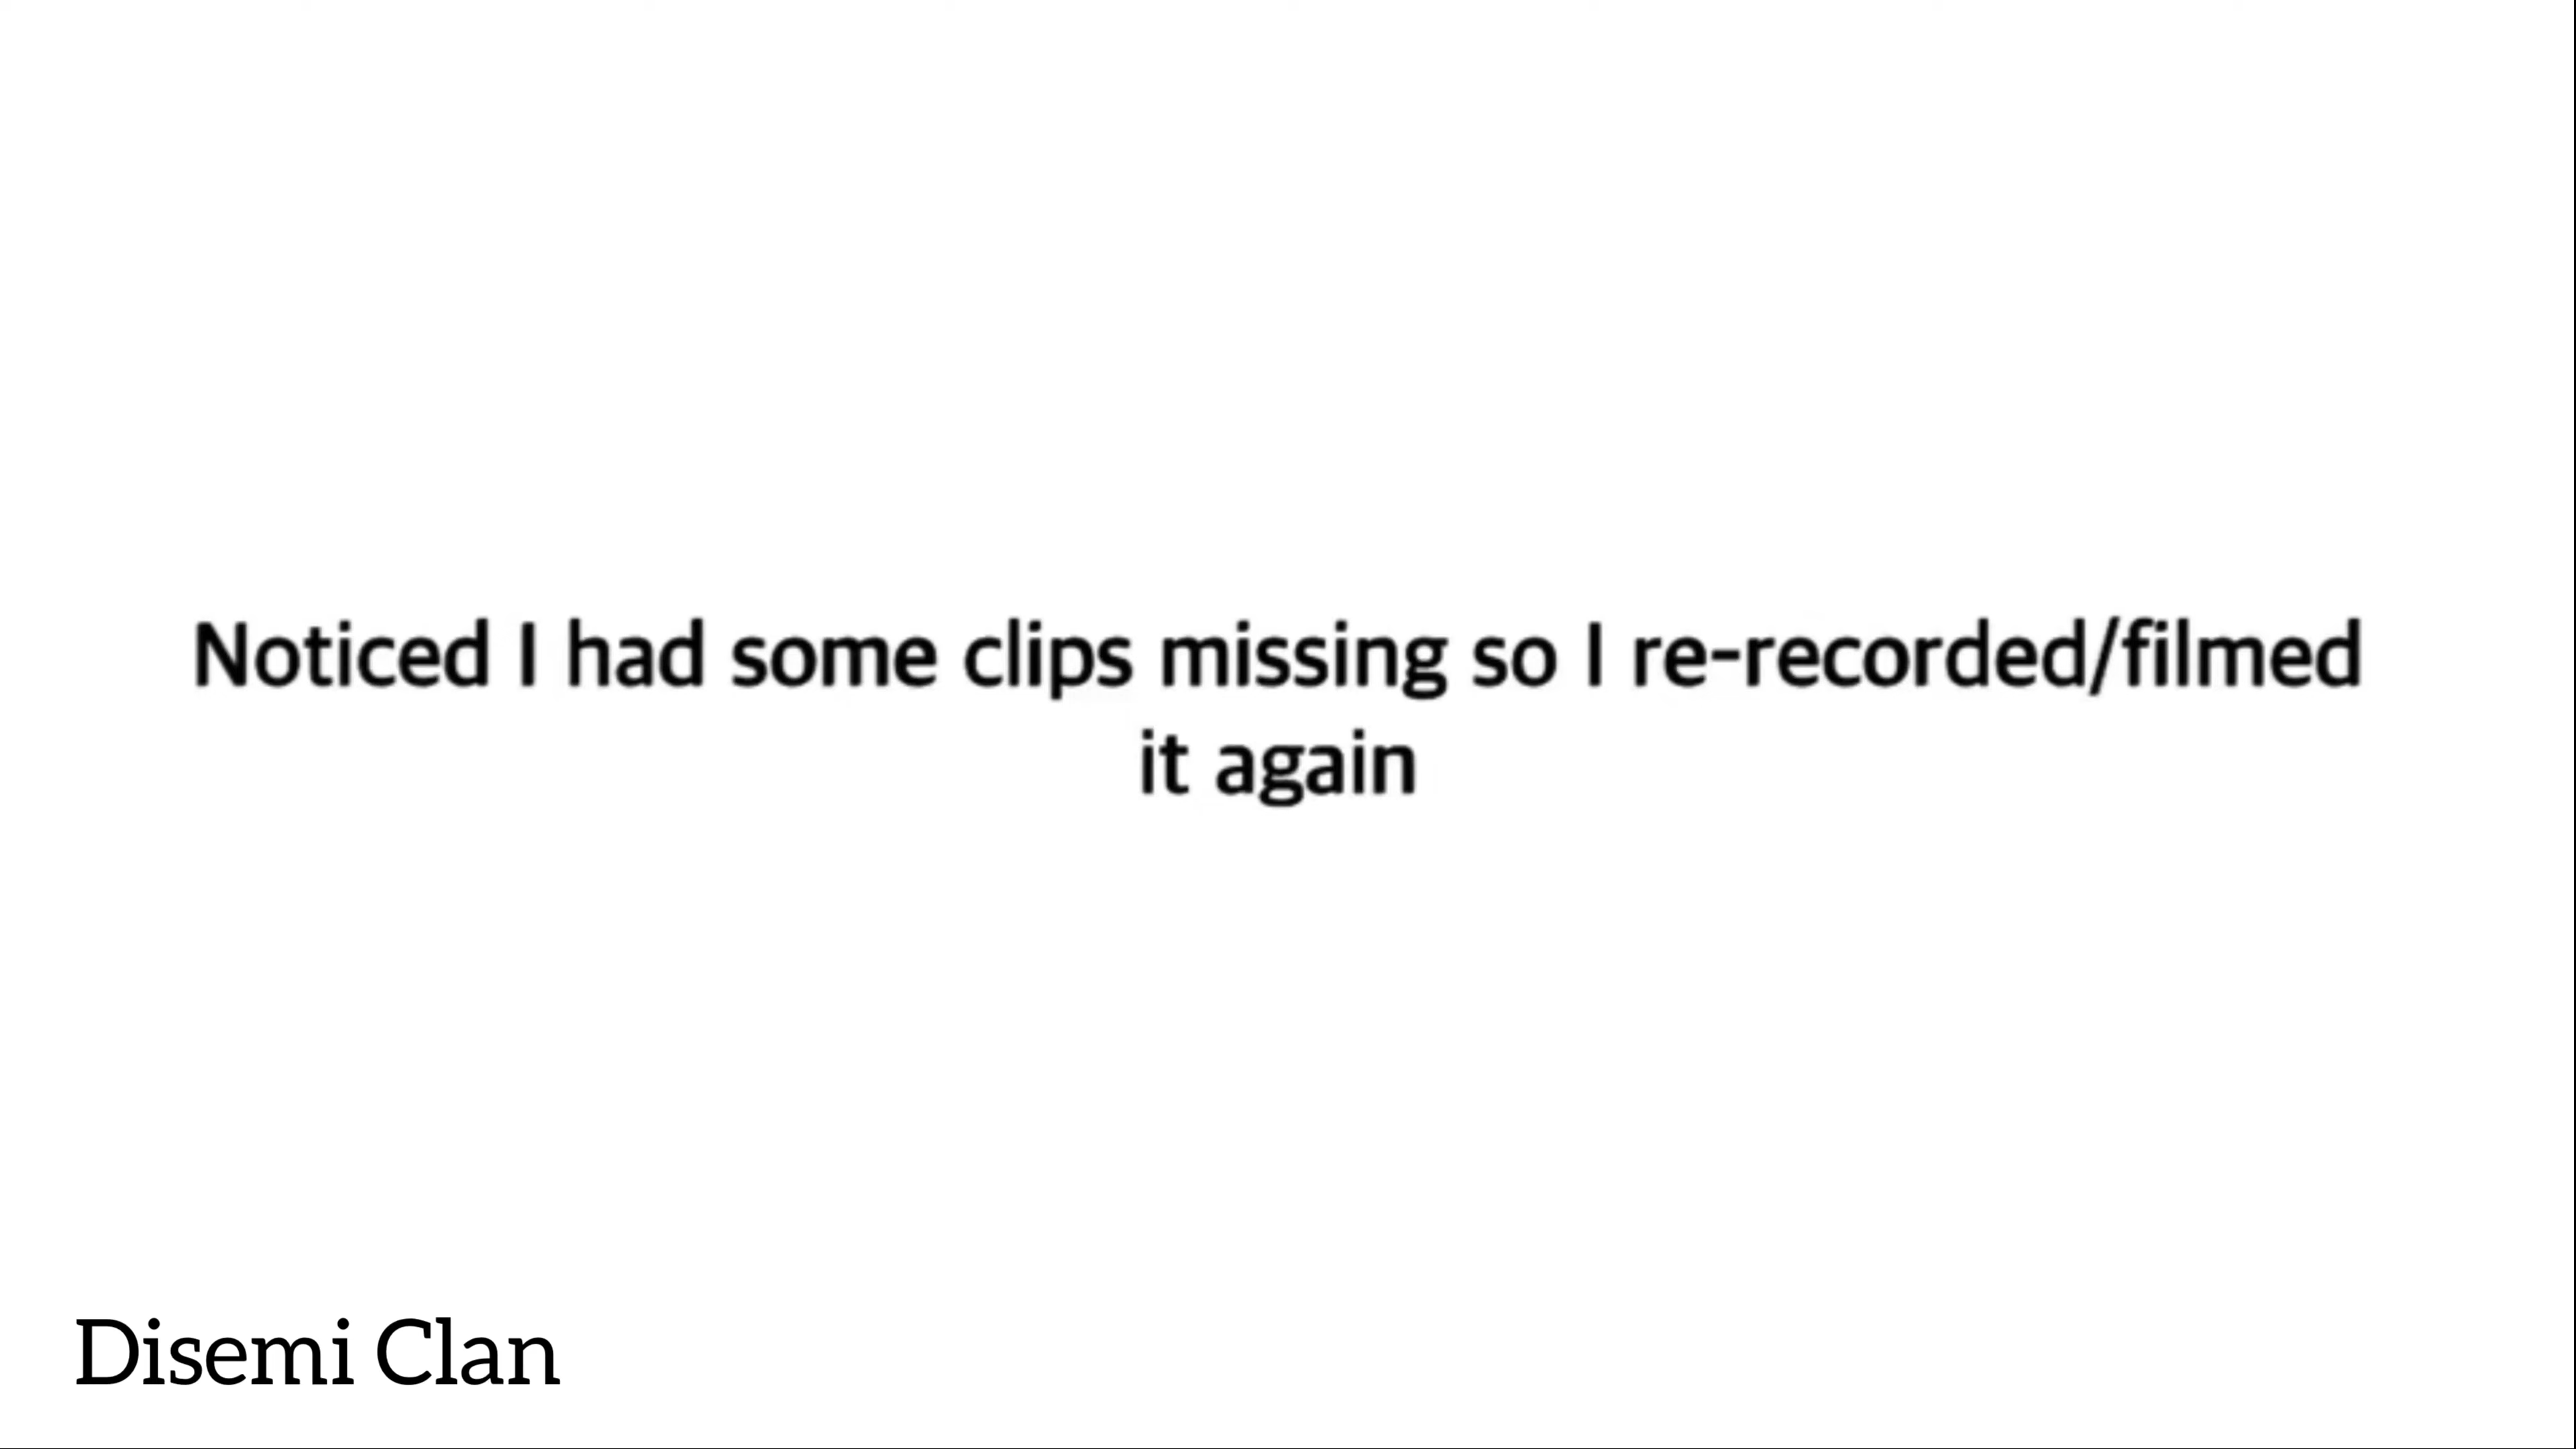 Noticed I had some clips missing so I re-recorded/filmed
it again
Disemi Clan